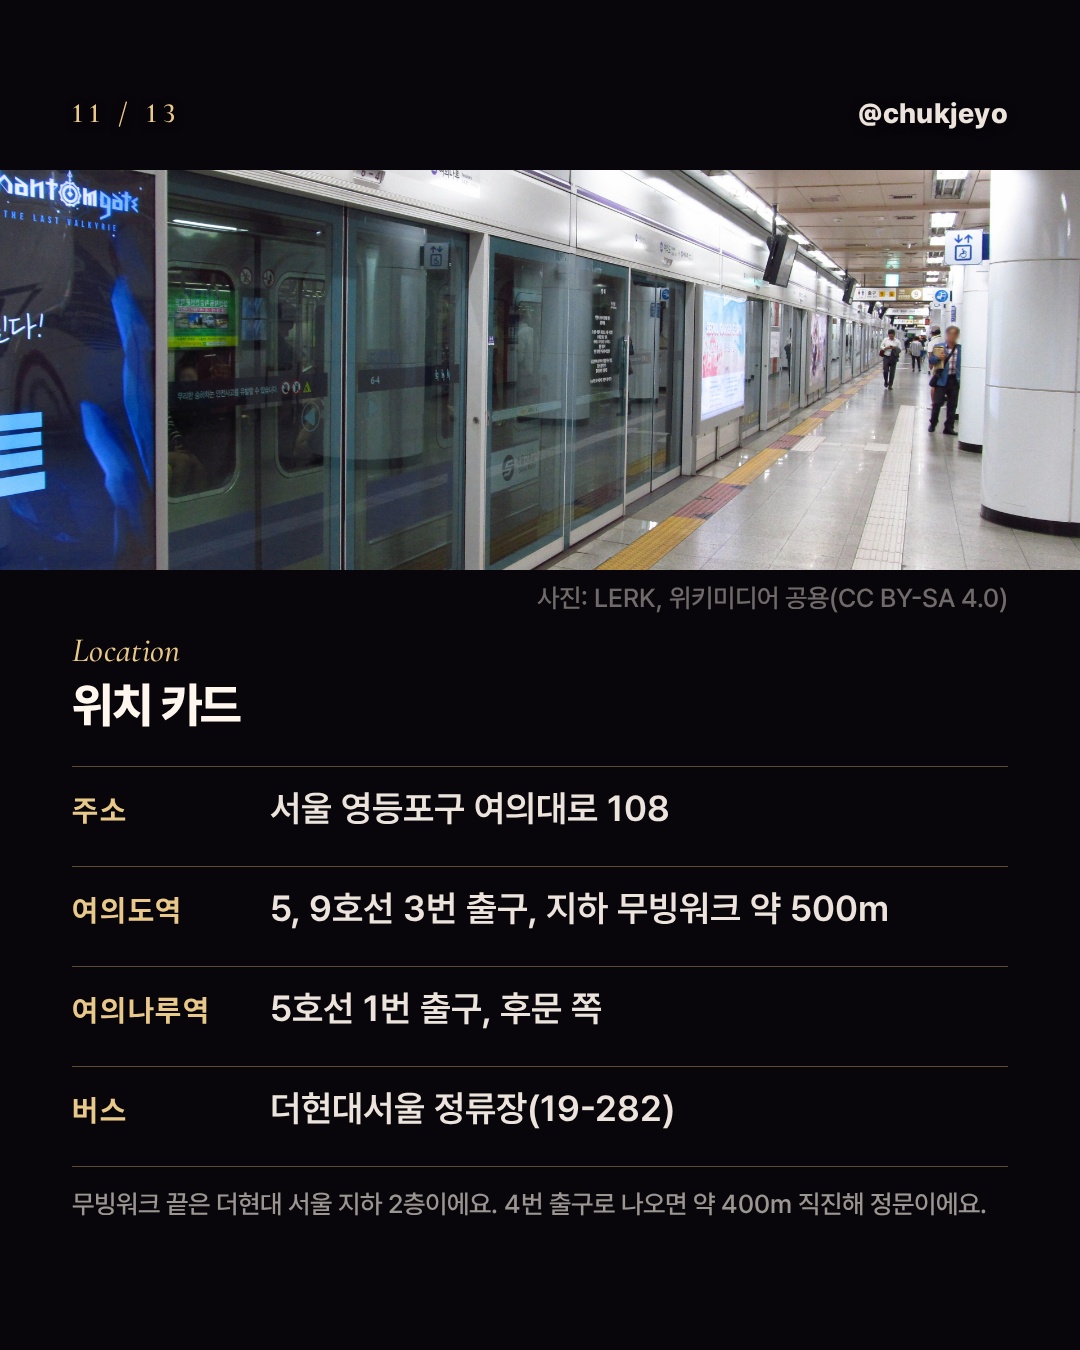 11 / 13
@chukjeyo
THE LAST VALKYRIE
6-4
사진: LERK, 위키미디어 공용(CC BY-SA 4.0)
Location
위치 카드
주소 서울 영등포구 여의대로 108
여의도역 5, 9호선 3번 출구, 지하 무빙워크 약 500m
여의나루역 5호선 1번 출구, 후문 쪽
버스 더현대서울 정류장(19-282)
무빙워크 끝은 더현대 서울 지하 2층이에요. 4번 출구로 나오면 약 400m 직진해 정문이에요.